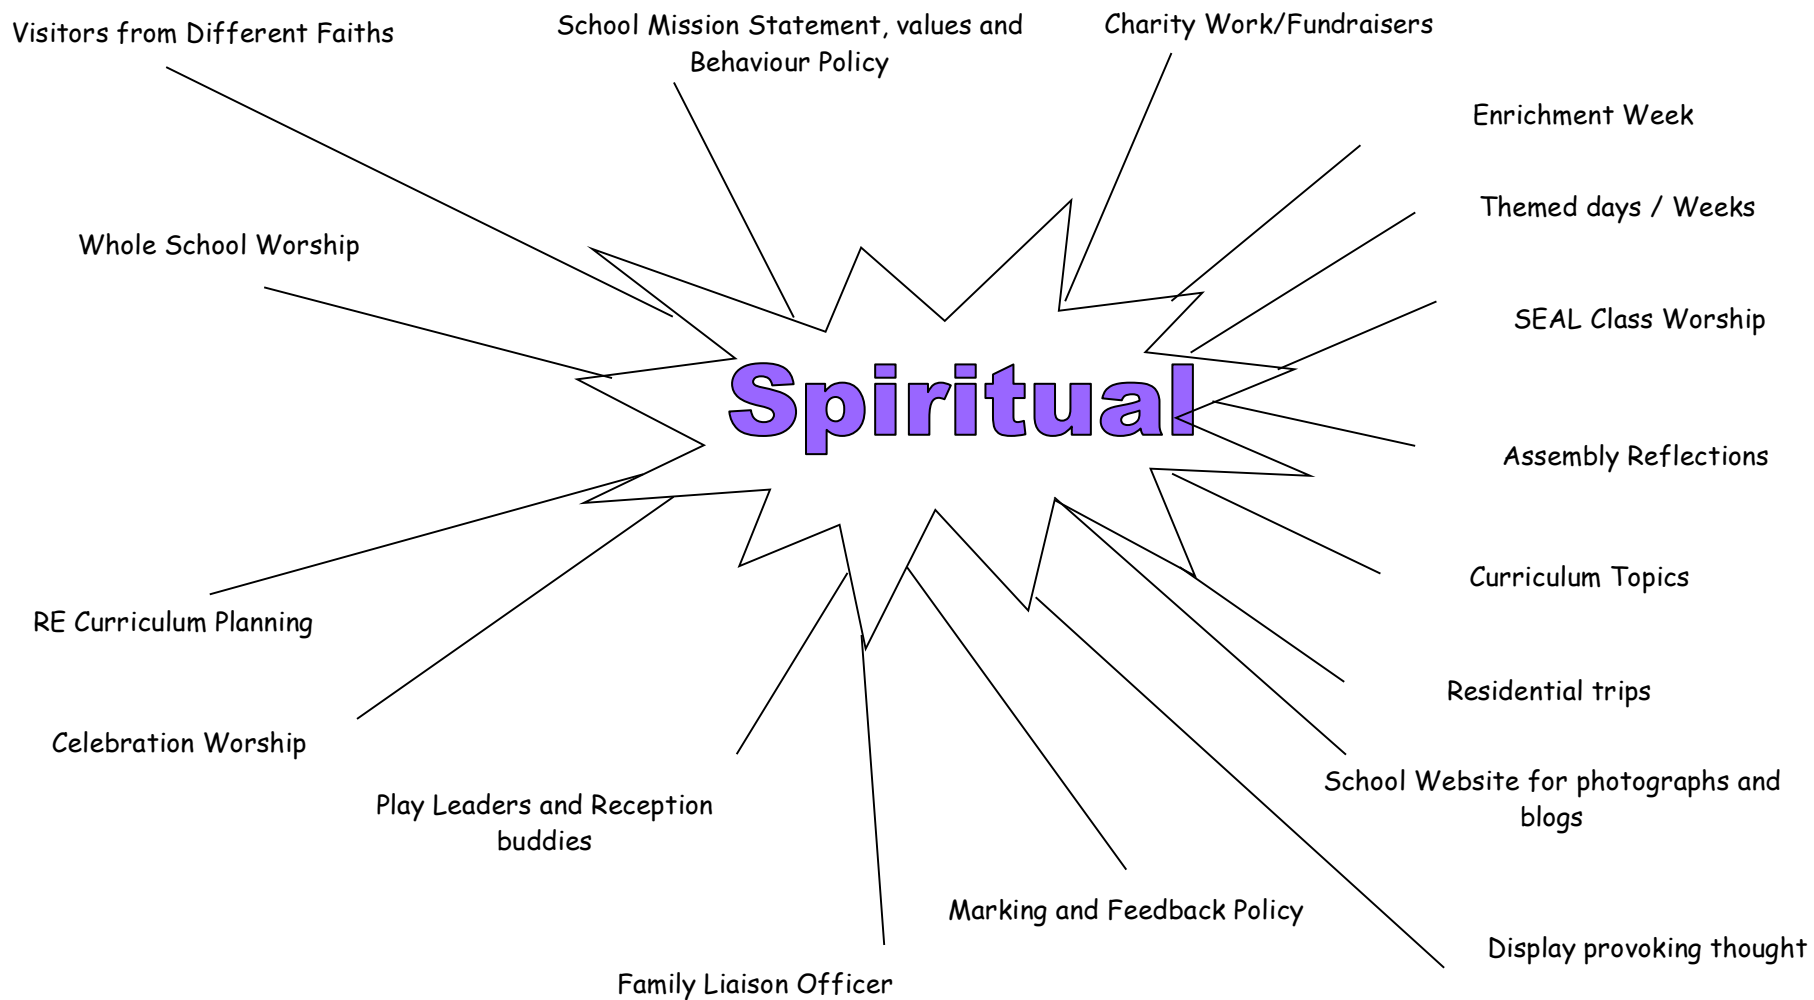 Visitors from Different Faiths
School Mission Statement, values and
Behaviour Policy
Charity Work/Fundraisers
Enrichment Week
Themed days / Weeks
Whole School Worship
SEAL Class Worship
Spiritual
Assembly Reflections
Curriculum Topics
RE Curriculum Planning
Residential trips
Celebration Worship
School Website for photographs and
blogs
Play Leaders and Reception
buddies
Marking and Feedback Policy
Display provoking thought
Family Liaison Officer